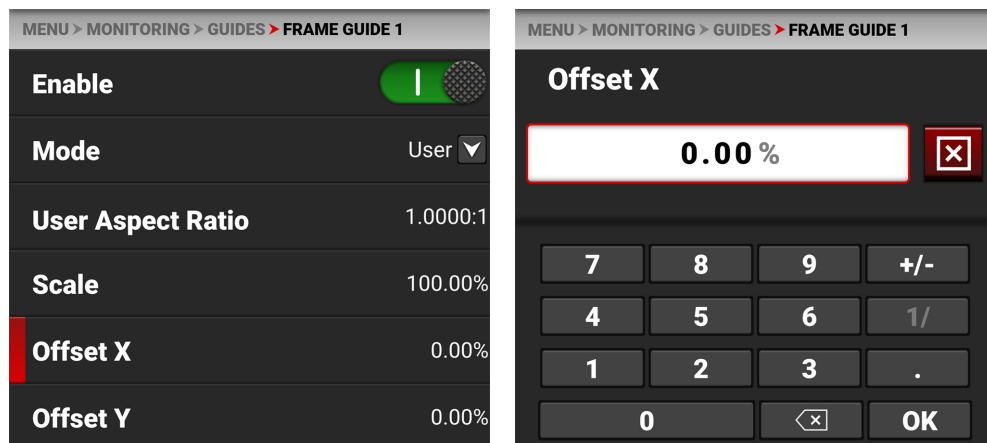 MENU > MONITORING > GUIDES > FRAME GUIDE 1
Enable
Mode User
User Aspect Ratio 1.0000:1
Scale 100.00%
Offset X 0.00%
Offset Y 0.00%
MENU > MONITORING > GUIDES > FRAME GUIDE 1
Offset X
0.00 %
7 8 9 +/-
4 5 6 1/
1 2 3 .
0 OK